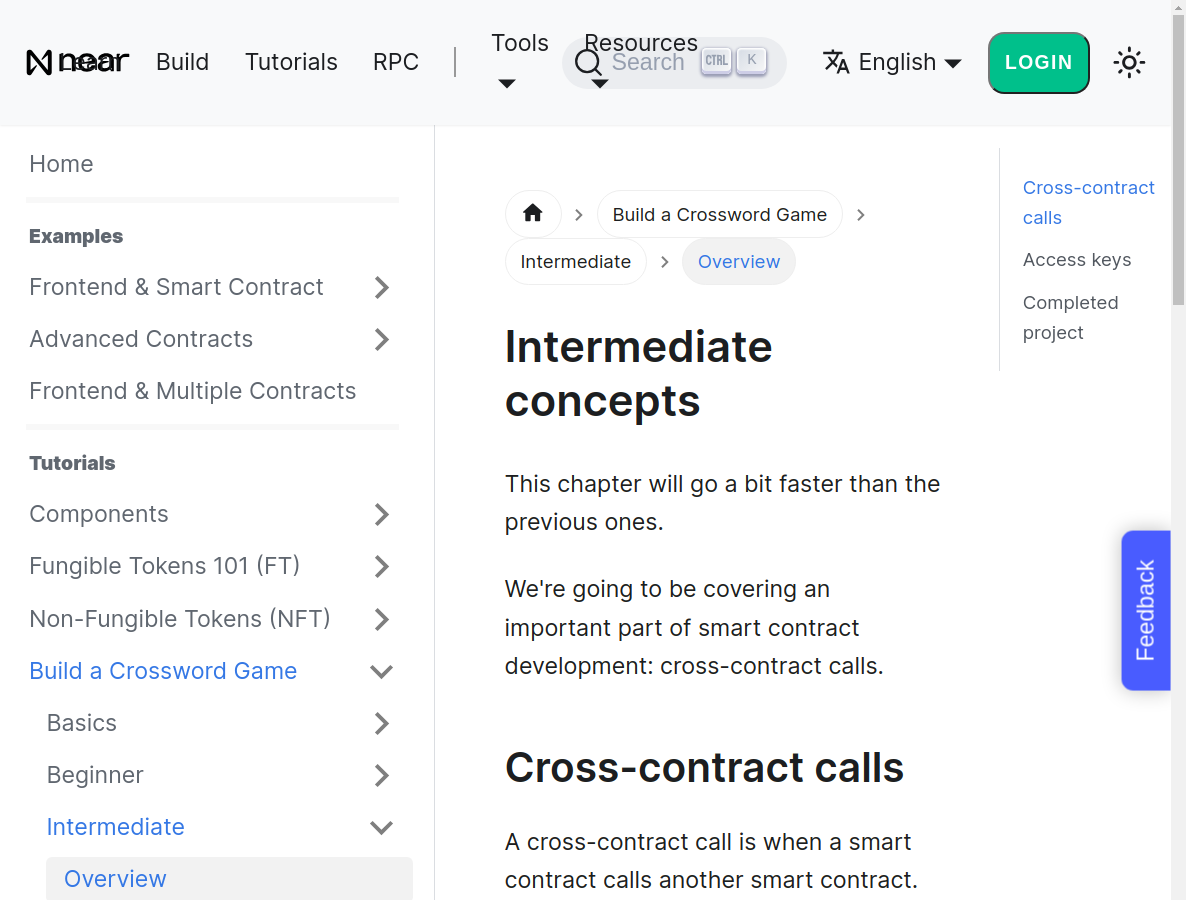 near
Learn
Build
Tutorials
RPC
Tools
Resources
Search
CTRL
K
English
LOGIN
Home
Examples
Frontend & Smart Contract
Advanced Contracts
Frontend & Multiple Contracts
Tutorials
Components
Fungible Tokens 101 (FT)
Non-Fungible Tokens (NFT)
Build a Crossword Game
Basics
Beginner
Intermediate
Overview
Build a Crossword Game
Intermediate
Overview
Intermediate
concepts
This chapter will go a bit faster than the
previous ones.
We're going to be covering an
important part of smart contract
development: cross-contract calls.
Cross-contract calls
A cross-contract call is when a smart
contract calls another smart contract.
Cross-contract
calls
Access keys
Completed
project
Feedback